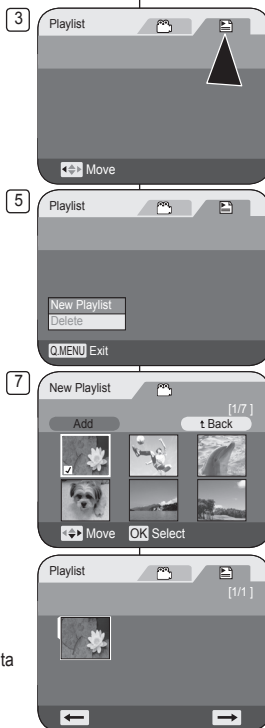 3
Playlist
Move
5
Playlist
New Playlist
Delete
Q.MENU Exit
7
New Playlist
[1/7 ]
Add
Back
Move OK Select
Playlist
[1/1 ]
ta